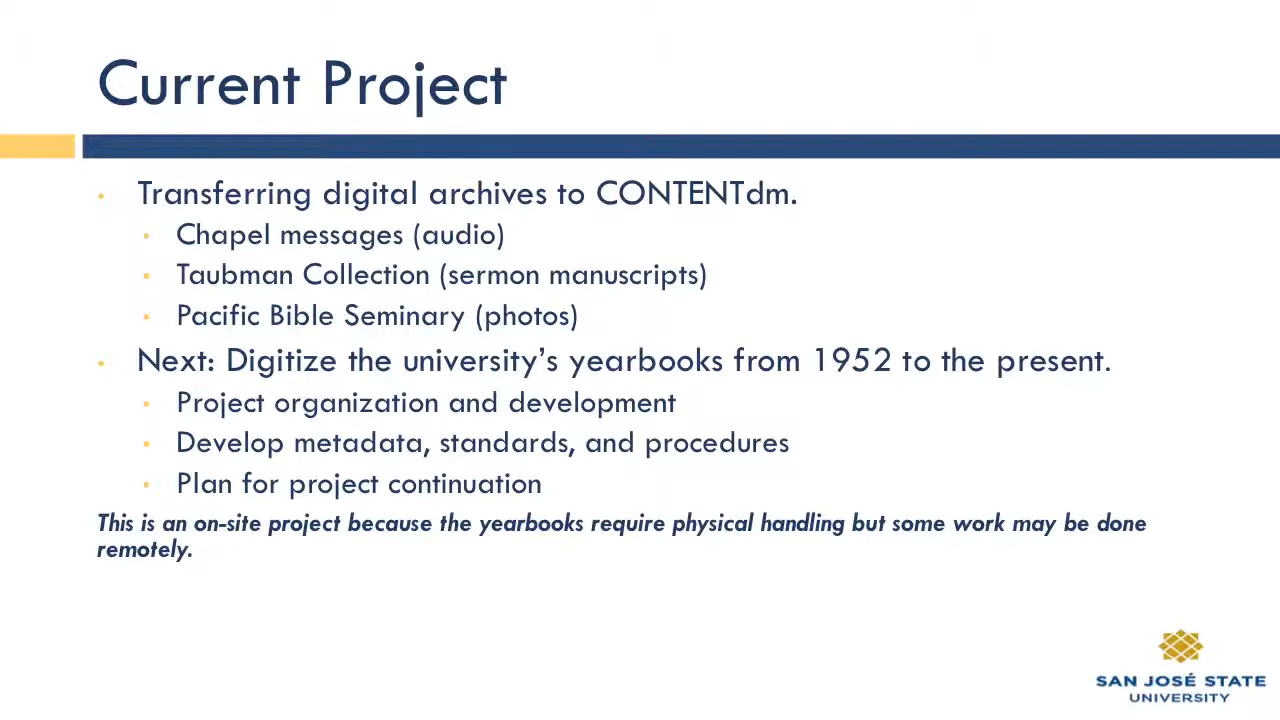 Current Project
• Transferring digital archives to CONTENTdm.
• Chapel messages (audio)
• Taubman Collection (sermon manuscripts)
• Pacific Bible Seminary (photos)
• Next: Digitize the university’s yearbooks from 1952 to the present.
• Project organization and development
• Develop metadata, standards, and procedures
• Plan for project continuation
This is an on-site project because the yearbooks require physical handling but some work may be done
remotely.
SAN JOSÉ STATE
UNIVERSITY